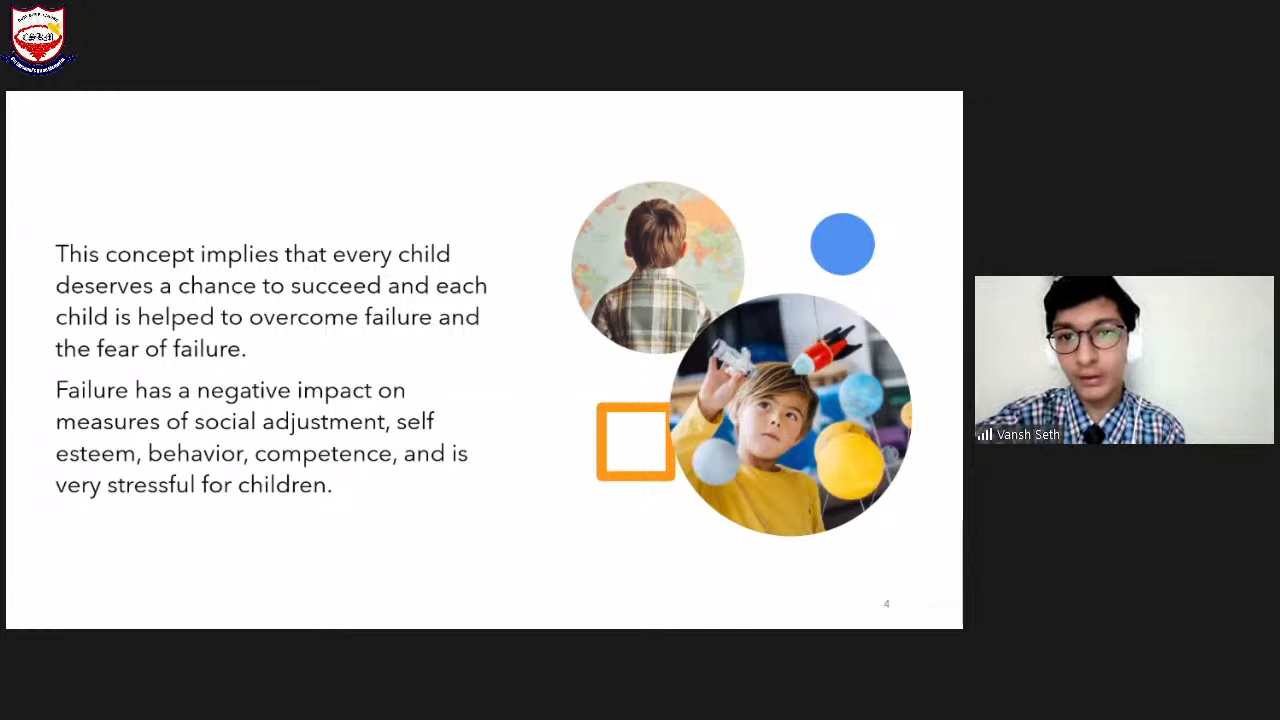 This concept implies that every child
deserves a chance to succeed and each
child is helped to overcome failure and
the fear of failure.
Failure has a negative impact on
measures of social adjustment, self
esteem, behavior, competence, and is
very stressful for children.
4
Vansh Seth